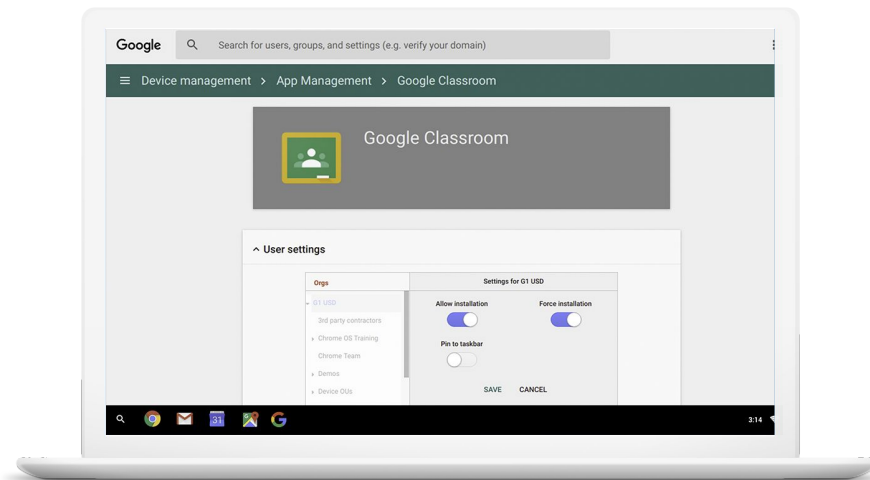 Google Search for users, groups, and settings (e.g. verify your domain)
Device management > App Management > Google Classroom
Google Classroom
User settings
Orgs
G1 USD
3rd party contractors
Chrome OS Training
Chrome Team
Demos
Device OUs
Settings for G1 USD
Allow installation Force installation
Pin to taskbar
SAVE CANCEL
31 G 3:14